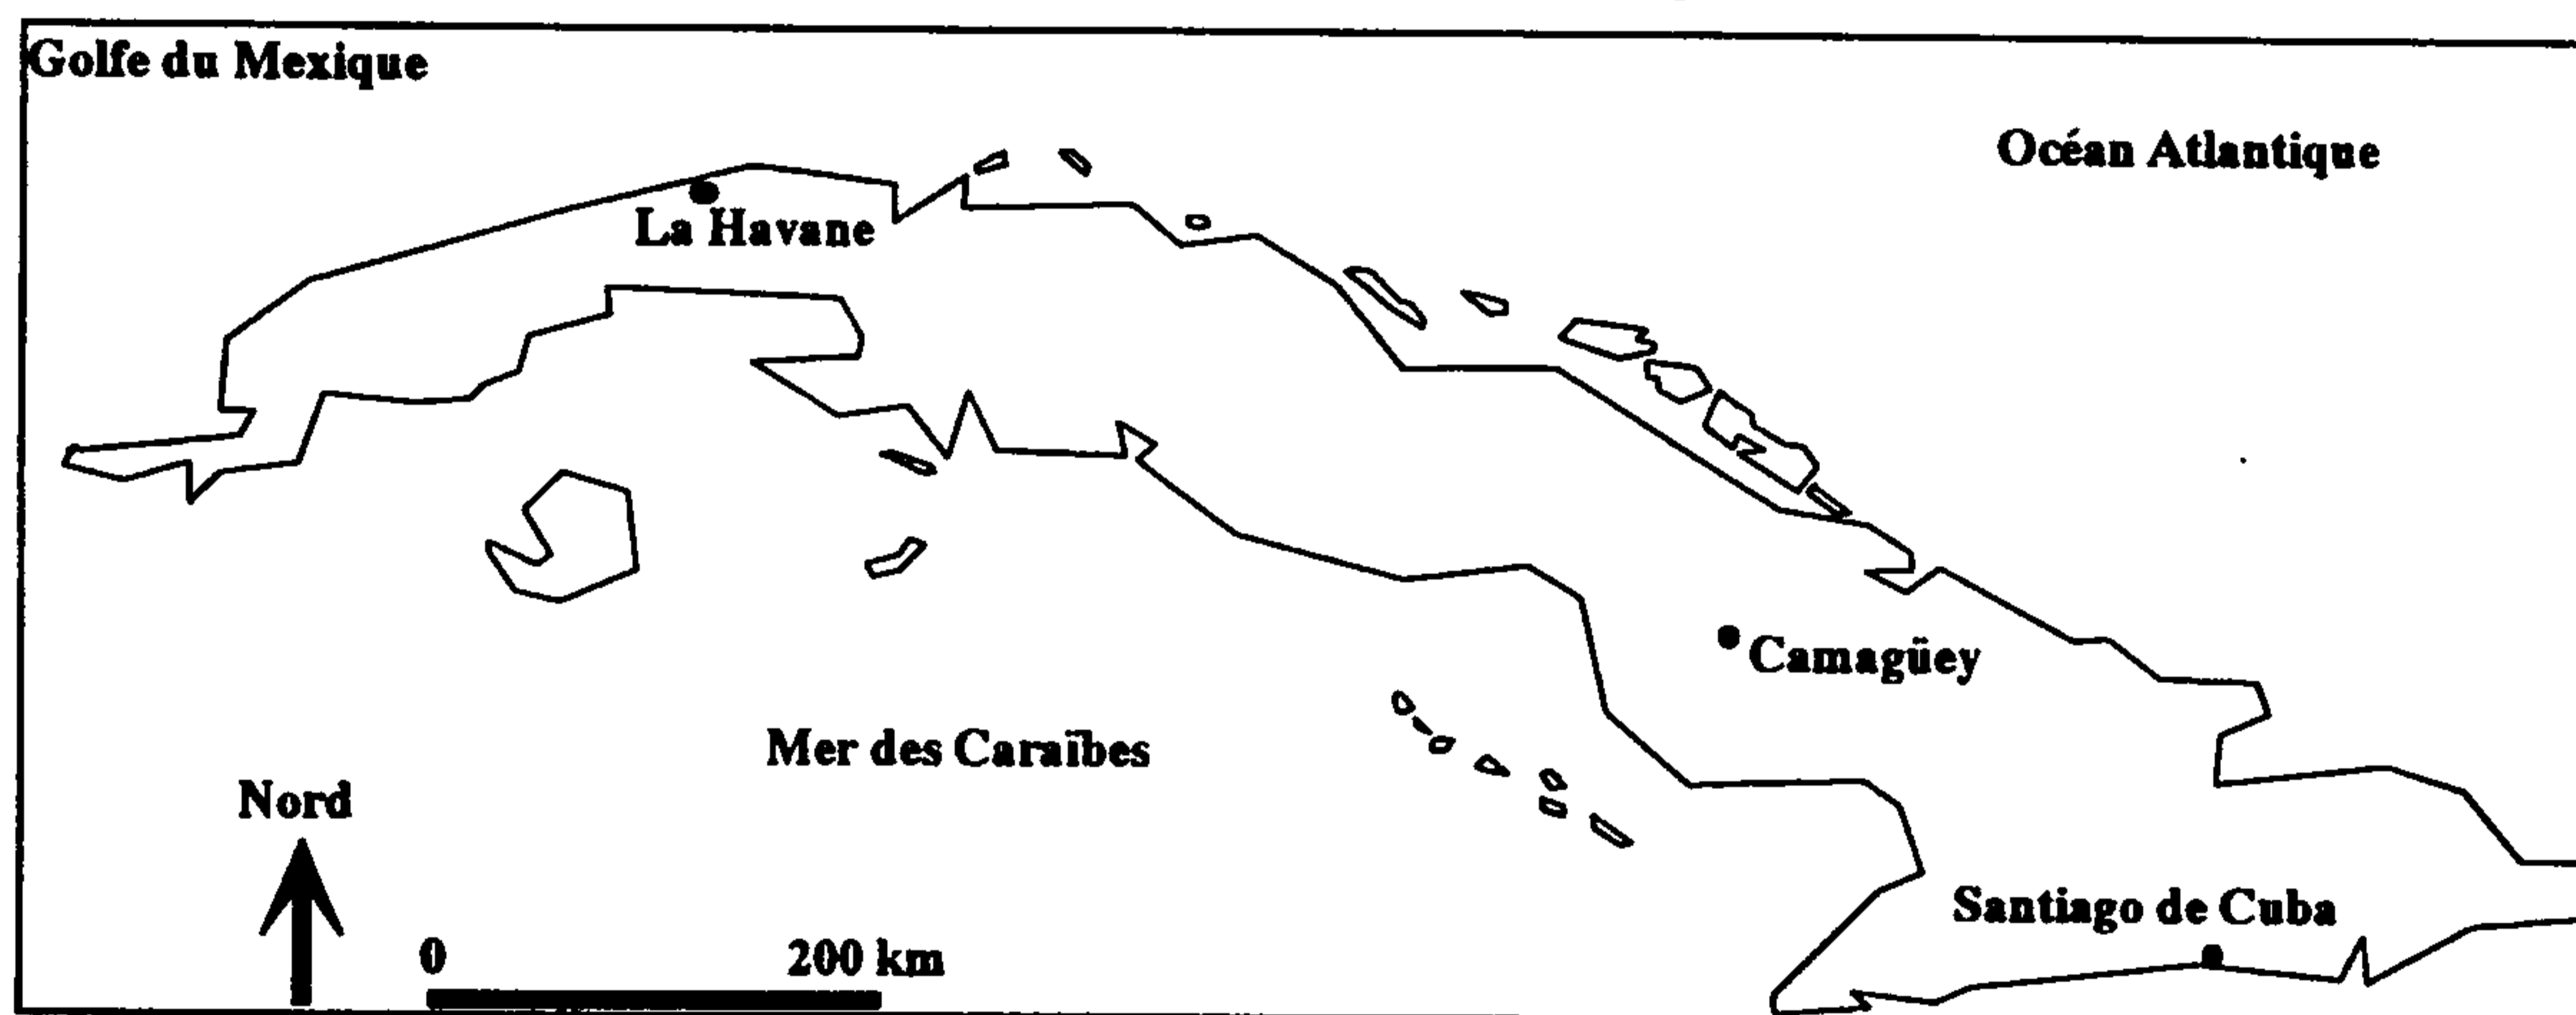 Golfe du Mexique
Océan Atlantique
La Havane
Camagüey
Mer des Caraïbes
Nord
Santiago de Cuba
0 200 km